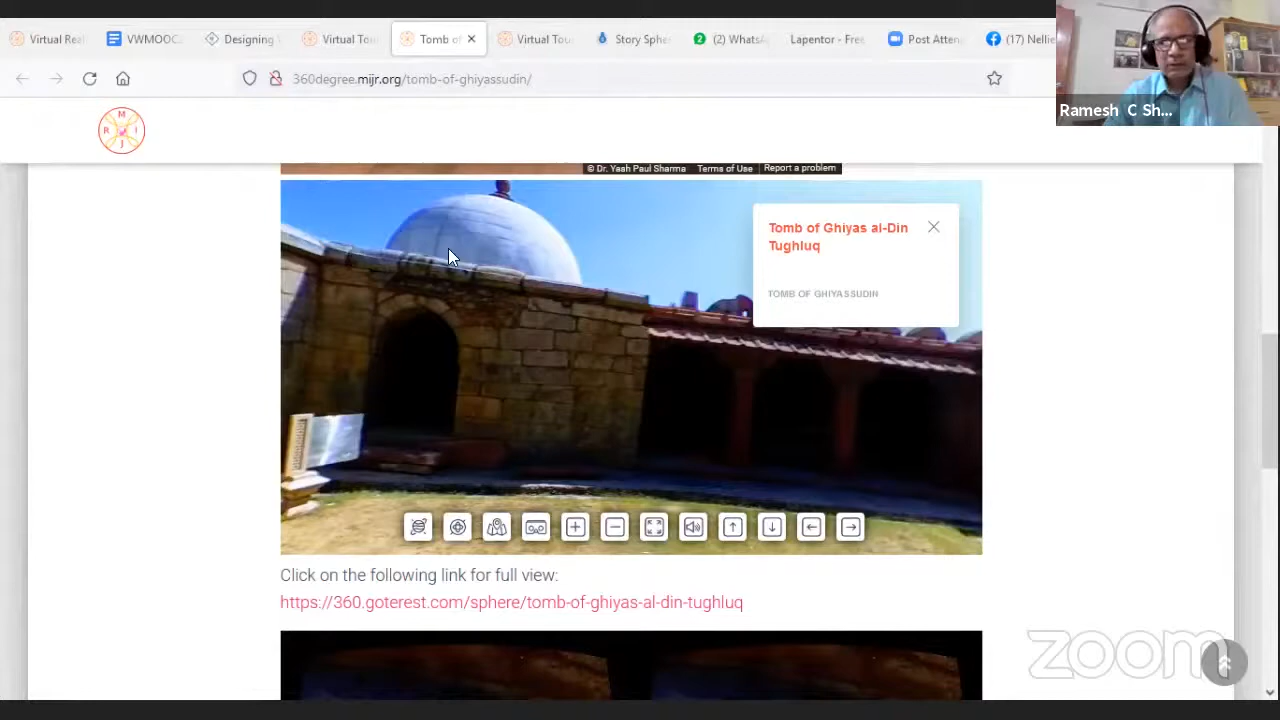 Virtual Rea
VWMOOC
Designing
Virtual Tou
Tomb of
Virtual Tou
Story Sphe
(2) WhatsA
Lapentor - Free
Post Atten
(17) Nellie
360degree.mijr.org/tomb-of-ghiyassudin/
Ramesh C Sh...
M
R I
J
© Dr. Yash Paul Sharma Terms of Use Report a problem
Tomb of Ghiyas al-Din
Tughluq
TOMB OF GHIYASSUDIN
Click on the following link for full view:
https://360.goterest.com/sphere/tomb-of-ghiyas-al-din-tughluq
zoom